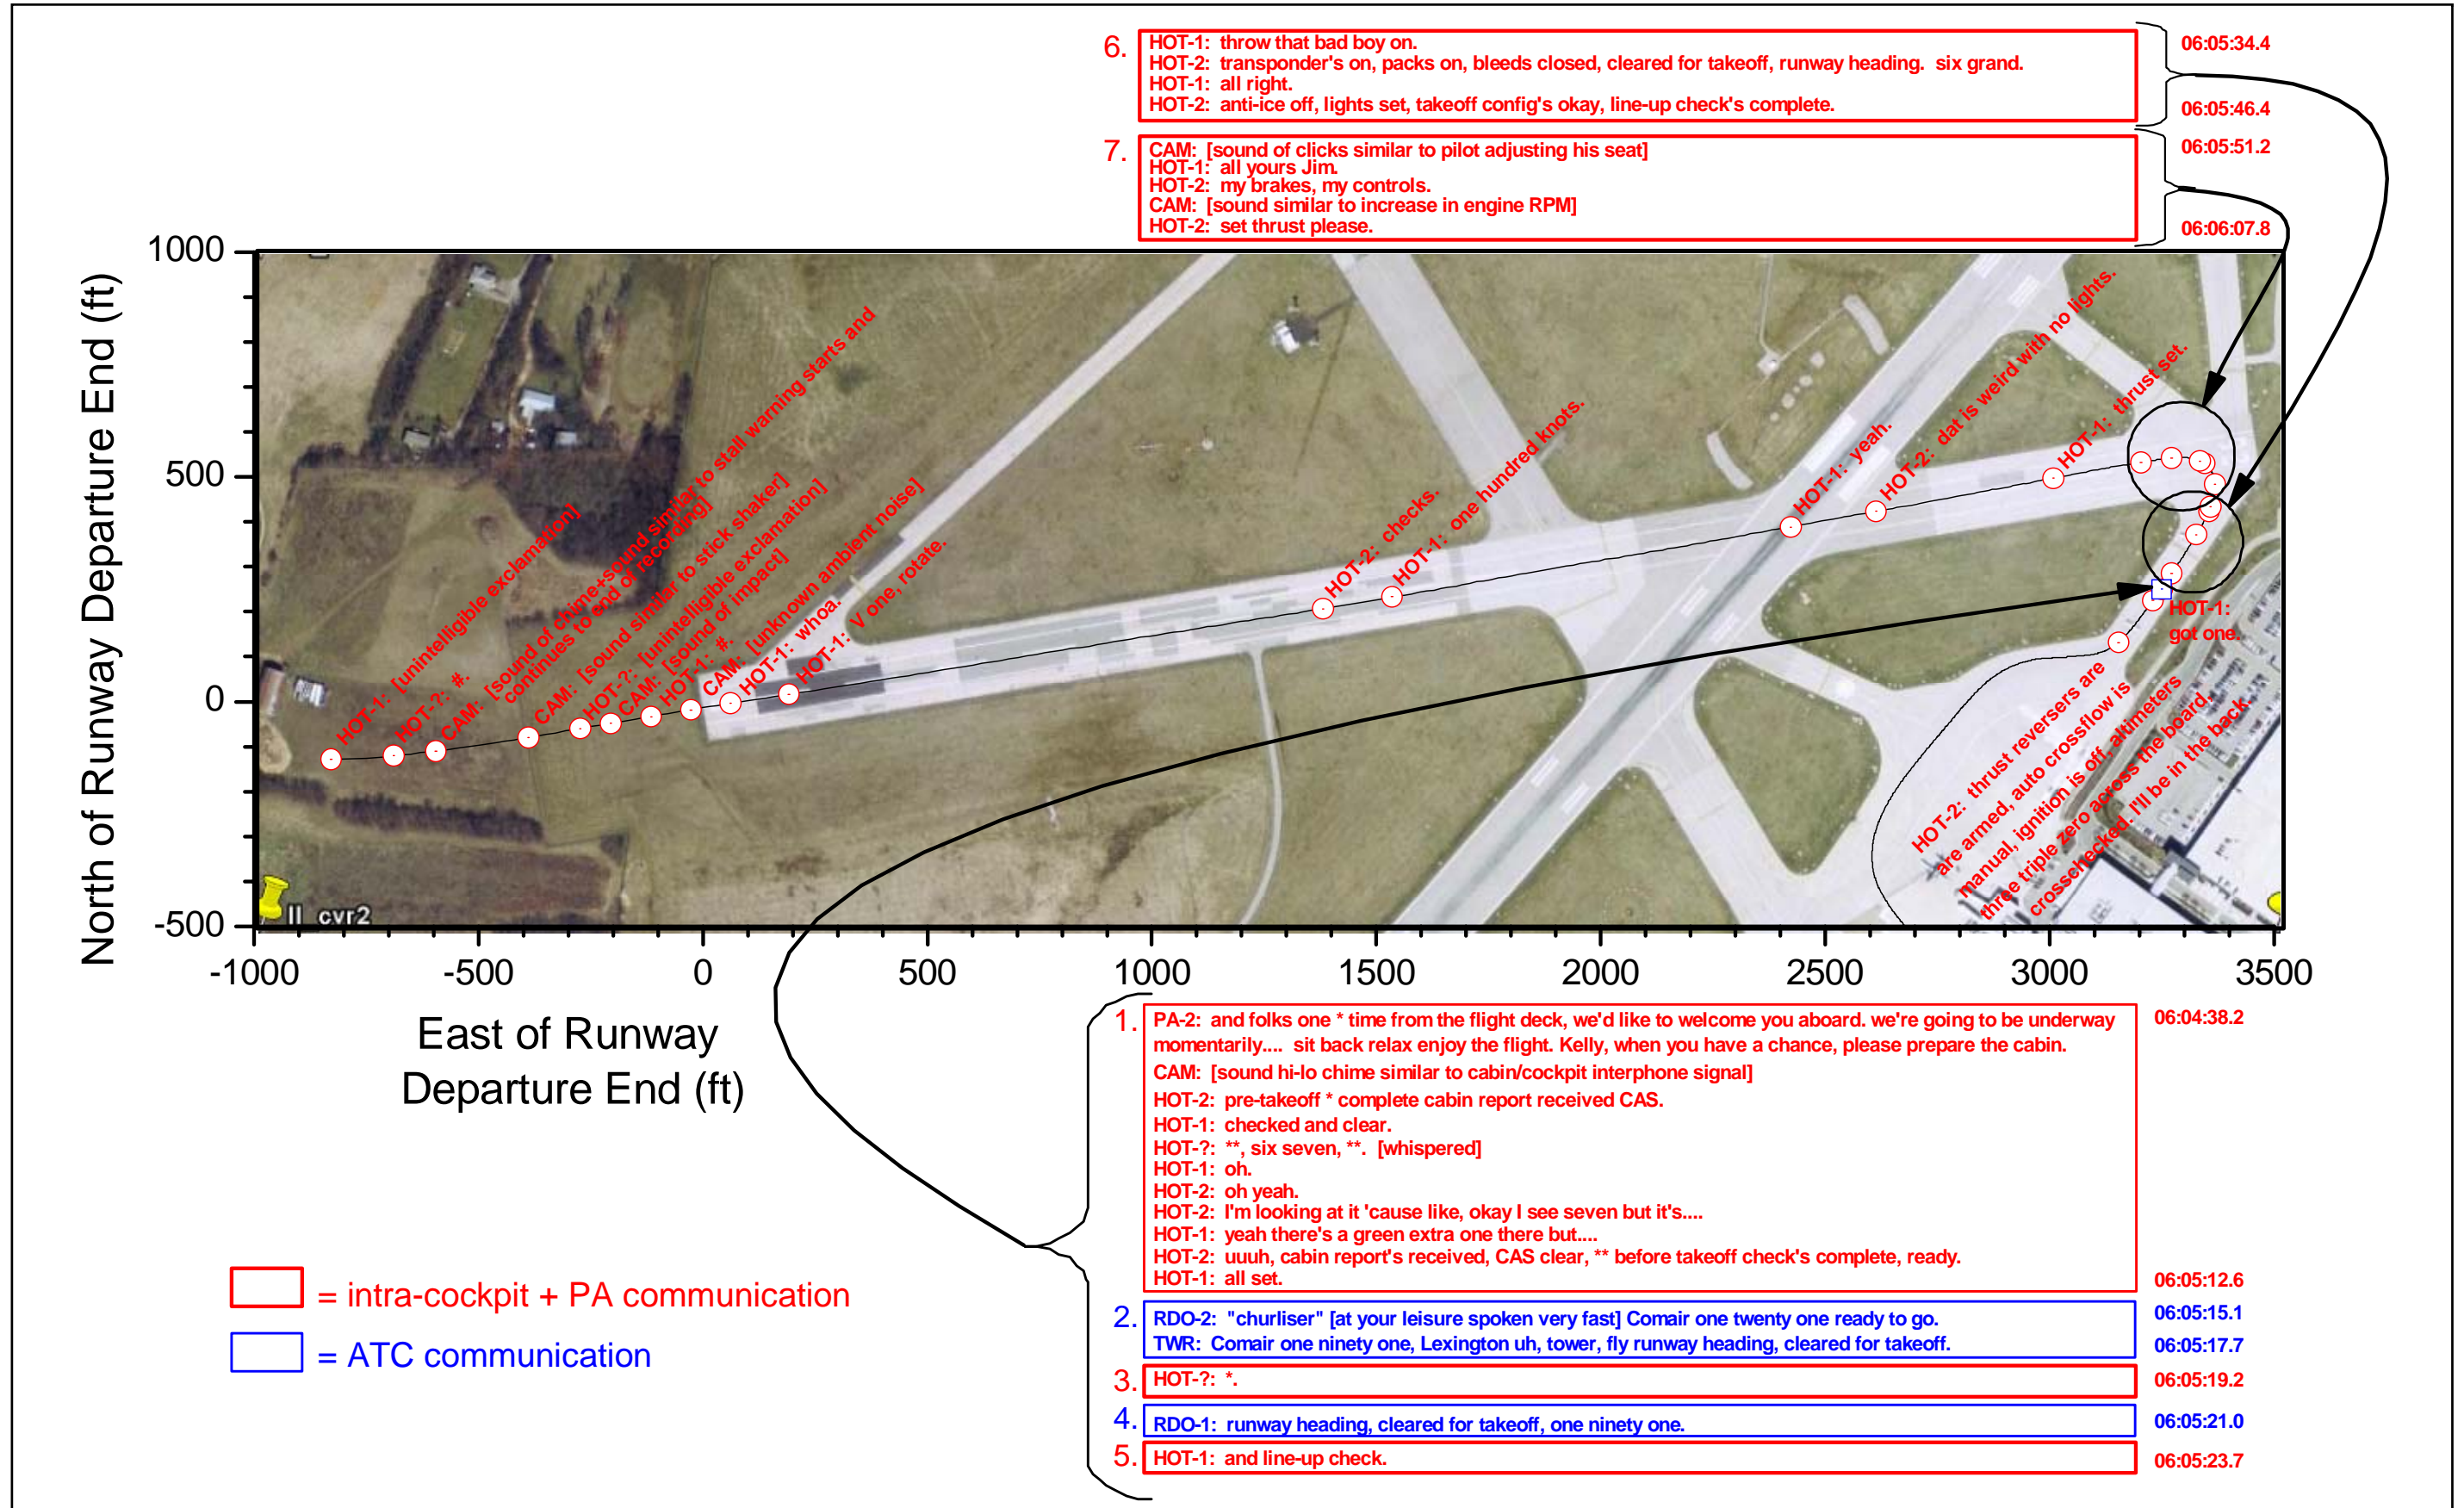 6.
HOT-1: throw that bad boy on.
HOT-2: transponder's on, packs on, bleeds closed, cleared for takeoff, runway heading. six grand.
HOT-1: all right.
HOT-2: anti-ice off, lights set, takeoff config's okay, line-up check's complete.
06:05:34.4
06:05:46.4
7.
CAM: [sound of clicks similar to pilot adjusting his seat]
HOT-1: all yours Jim.
HOT-2: my brakes, my controls.
CAM: [sound similar to increase in engine RPM]
HOT-2: set thrust please.
06:05:51.2
06:06:07.8
North of Runway Departure End (ft)
1000
500
0
-500
HOT-1: [unintelligible exclamation]
HOT-?: #.
CAM: [sound of chime+sound similar to stall warning starts and
continues to end of recording]
CAM: [sound similar to stick shaker]
HOT-?: [unintelligible exclamation]
CAM: [sound of impact]
HOT-1: #.
CAM: [unknown ambient noise]
HOT-1: whoa.
HOT-1: V one, rotate.
HOT-2: checks.
HOT-1: one hundred knots.
HOT-1: yeah.
HOT-2: dat is weird with no lights.
HOT-1: thrust set.
HOT-1:
got one.
HOT-2: thrust reversers are
are armed, auto crossflow is
manual, ignition is off, altimeters
three triple zero across the board,
crosschecked. I'll be in the back.
ll_cvr2
-1000
-500
0
500
1000
1500
2000
2500
3000
3500
East of Runway
Departure End (ft)
1.
PA-2: and folks one * time from the flight deck, we'd like to welcome you aboard. we're going to be underway
momentarily.... sit back relax enjoy the flight. Kelly, when you have a chance, please prepare the cabin.
CAM: [sound hi-lo chime similar to cabin/cockpit interphone signal]
HOT-2: pre-takeoff * complete cabin report received CAS.
HOT-1: checked and clear.
HOT-?: **, six seven, **. [whispered]
HOT-1: oh.
HOT-2: oh yeah.
HOT-2: I'm looking at it 'cause like, okay I see seven but it's....
HOT-1: yeah there's a green extra one there but....
HOT-2: uuuh, cabin report's received, CAS clear, ** before takeoff check's complete, ready.
HOT-1: all set.
06:04:38.2
06:05:12.6
2.
RDO-2: "churliser" [at your leisure spoken very fast] Comair one twenty one ready to go.
TWR: Comair one ninety one, Lexington uh, tower, fly runway heading, cleared for takeoff.
06:05:15.1
06:05:17.7
3.
HOT-?: *.
06:05:19.2
4.
RDO-1: runway heading, cleared for takeoff, one ninety one.
06:05:21.0
5.
HOT-1: and line-up check.
06:05:23.7
= intra-cockpit + PA communication
= ATC communication